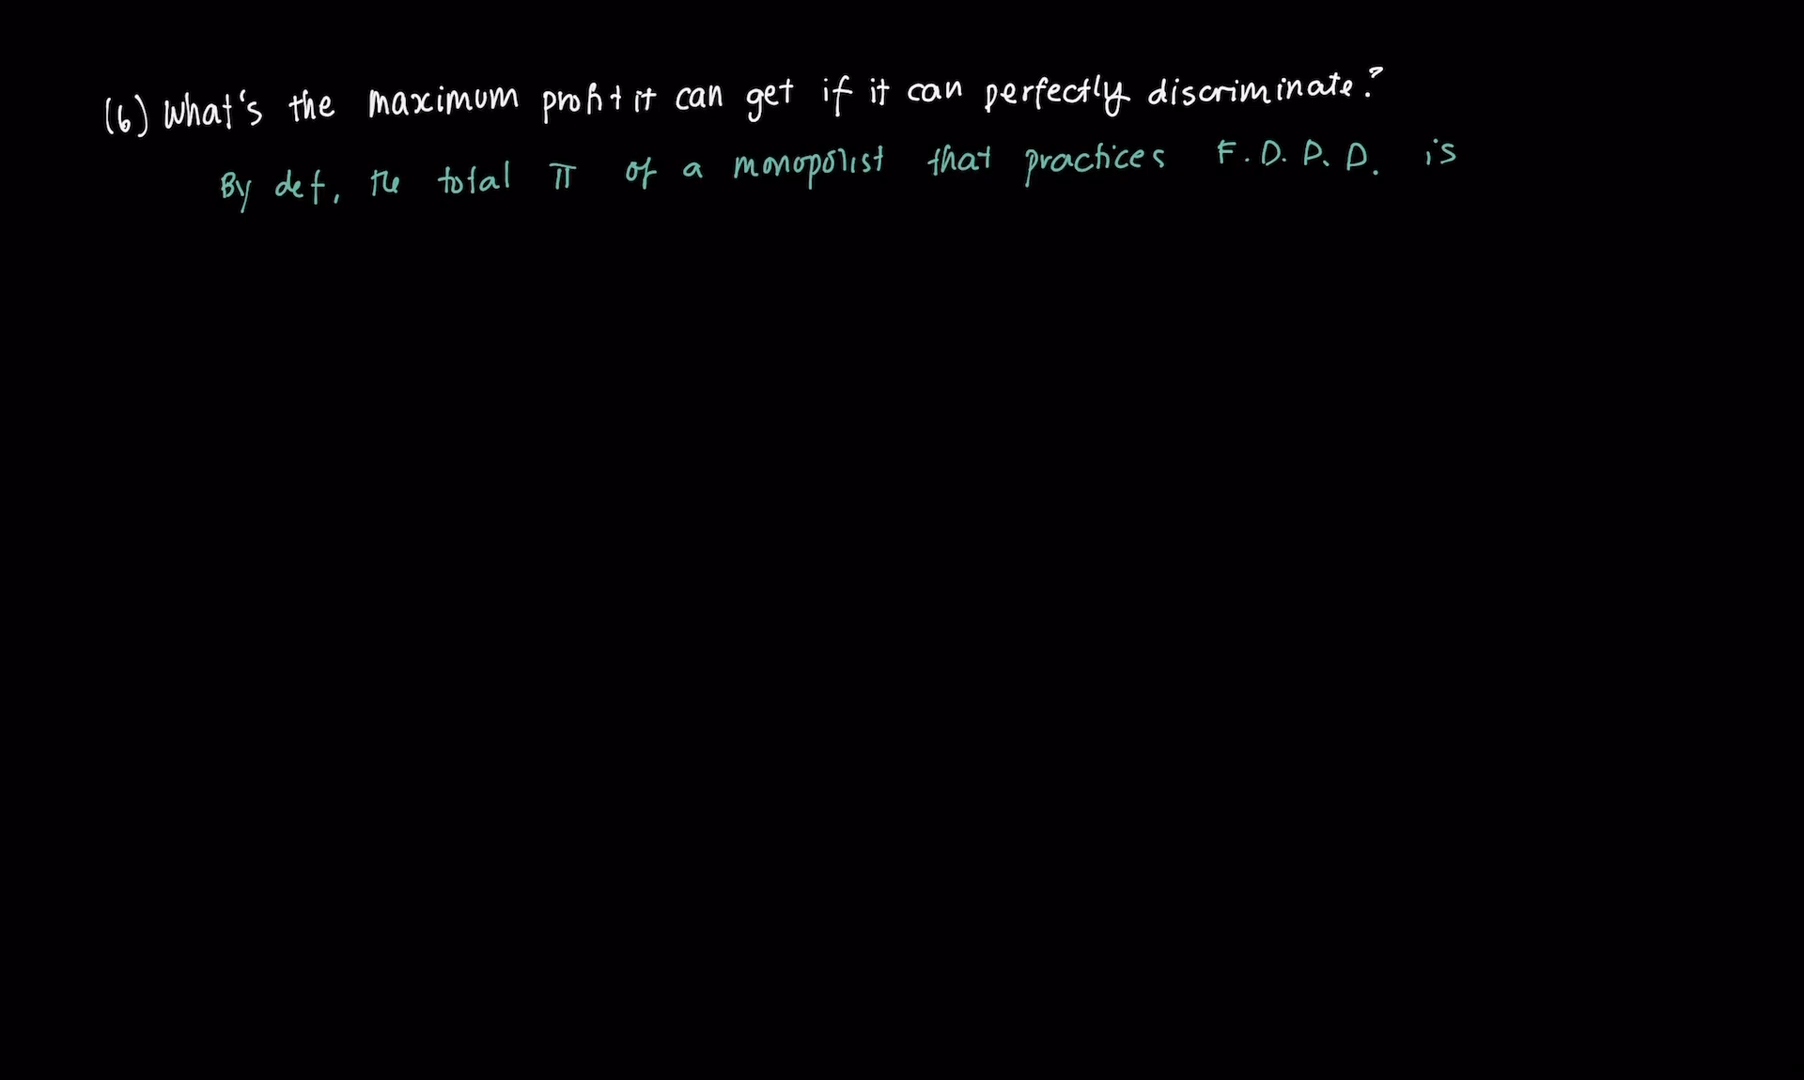 (6) What's the maximum profit it can get if it can perfectly discriminate?
By def, the total π of a monopolist that practices F.D.P.D. is